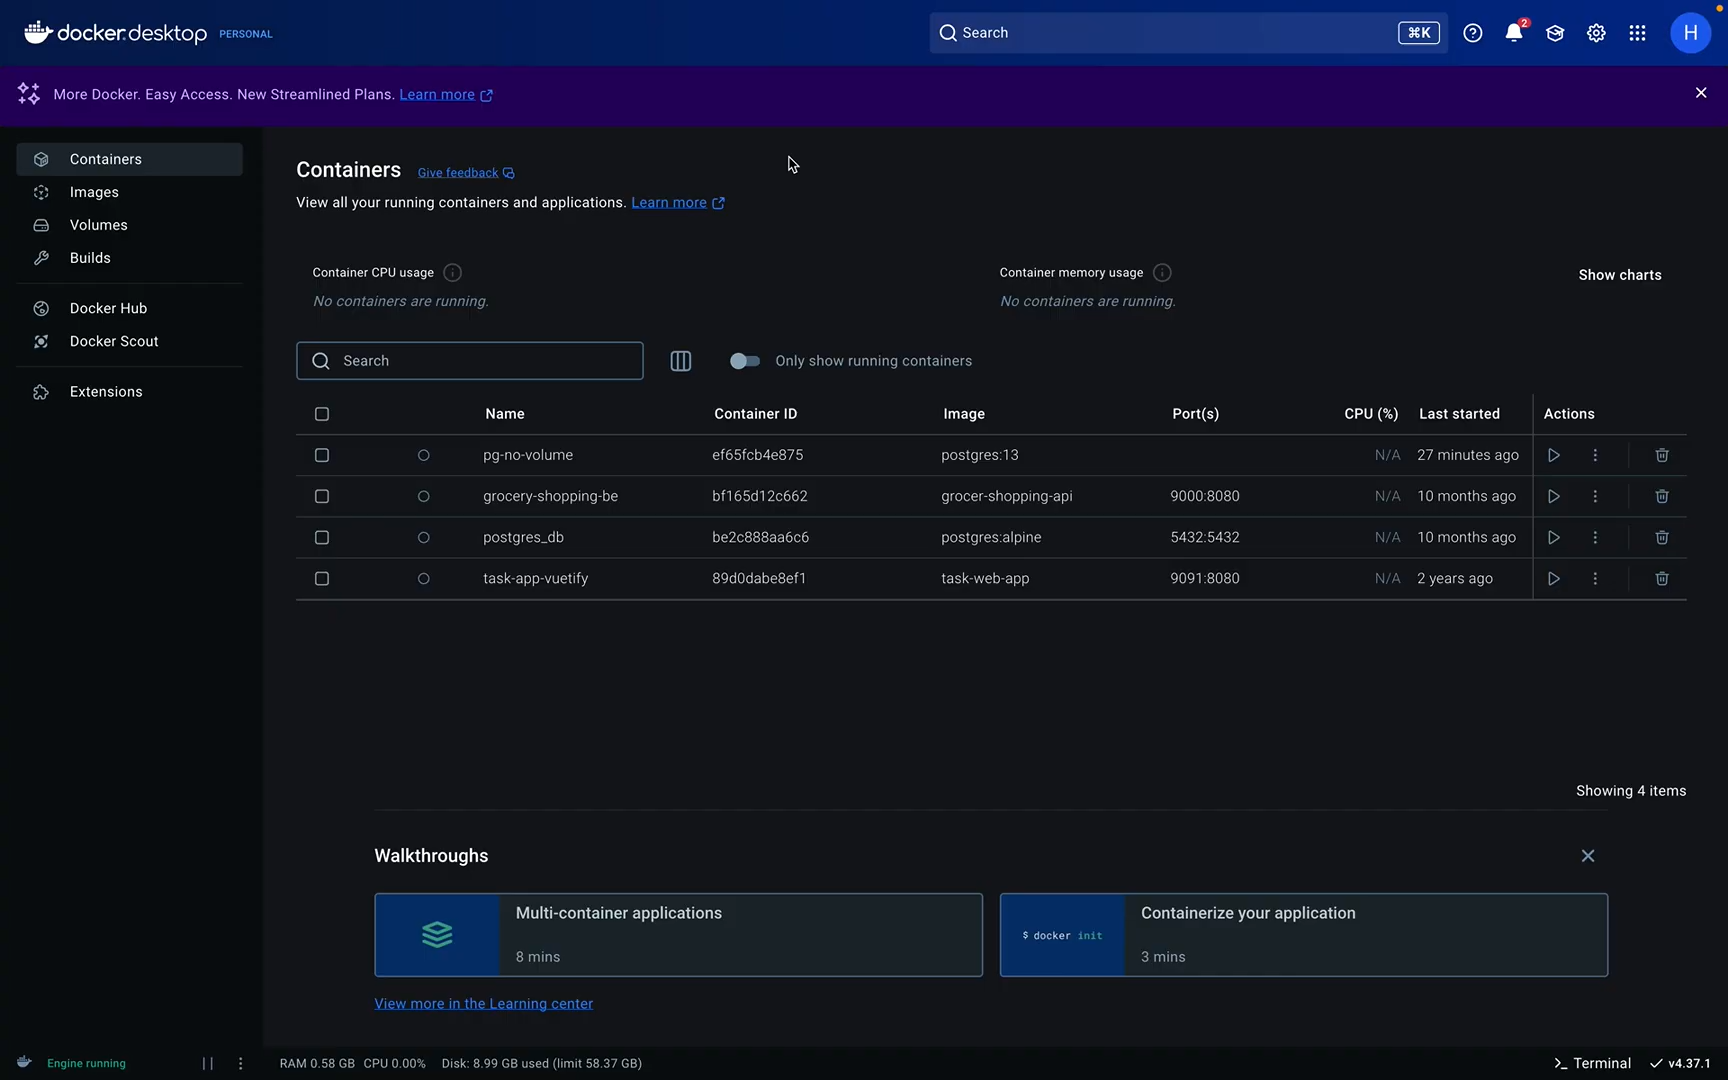 docker desktop PERSONAL
Search
⌘K
2
H
More Docker. Easy Access. New Streamlined Plans. Learn more
Containers
Images
Volumes
Builds
Docker Hub
Docker Scout
Extensions
Containers Give feedback
View all your running containers and applications. Learn more
Container CPU usage
No containers are running.
Container memory usage
No containers are running.
Show charts
Search
Only show running containers
Name Container ID Image Port(s) CPU (%) Last started Actions
pg-no-volume ef65fcb4e875 postgres:13 N/A 27 minutes ago
grocery-shopping-be bf165d12c662 grocer-shopping-api 9000:8080 N/A 10 months ago
postgres_db be2c888aa6c6 postgres:alpine 5432:5432 N/A 10 months ago
task-app-vuetify 89d0dabe8ef1 task-web-app 9091:8080 N/A 2 years ago
Showing 4 items
Walkthroughs
Multi-container applications
8 mins
$ docker init
Containerize your application
3 mins
View more in the Learning center
Engine running
RAM 0.58 GB CPU 0.00% Disk: 8.99 GB used (limit 58.37 GB)
>_ Terminal
v4.37.1